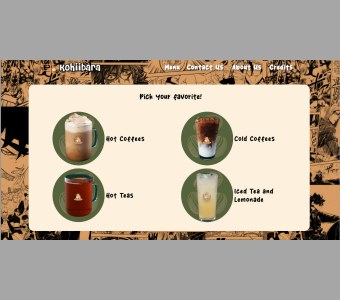 Kohiibara
Menu Contact Us About Us Credits
Pick your favorite!
Hot Coffees
Cold Coffees
Hot Teas
Iced Tea and
Lemonade